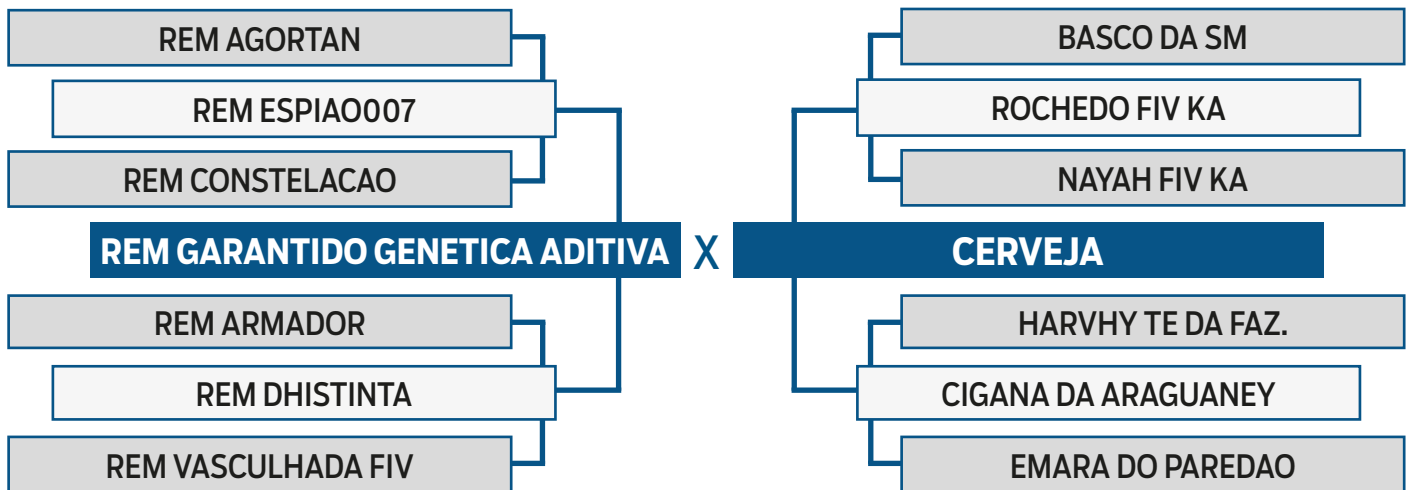 REM AGORTAN
REM ESPIAO007
REM CONSTELACAO
REM GARANTIDO GENETICA ADITIVA
REM ARMADOR
REM DHISTINTA
REM VASCULHADA FIV
X
BASCO DA SM
ROCHEDO FIV KA
NAYAH FIV KA
CERVEJA
HARVHY TE DA FAZ.
CIGANA DA ARAGUANEY
EMARA DO PAREDAO